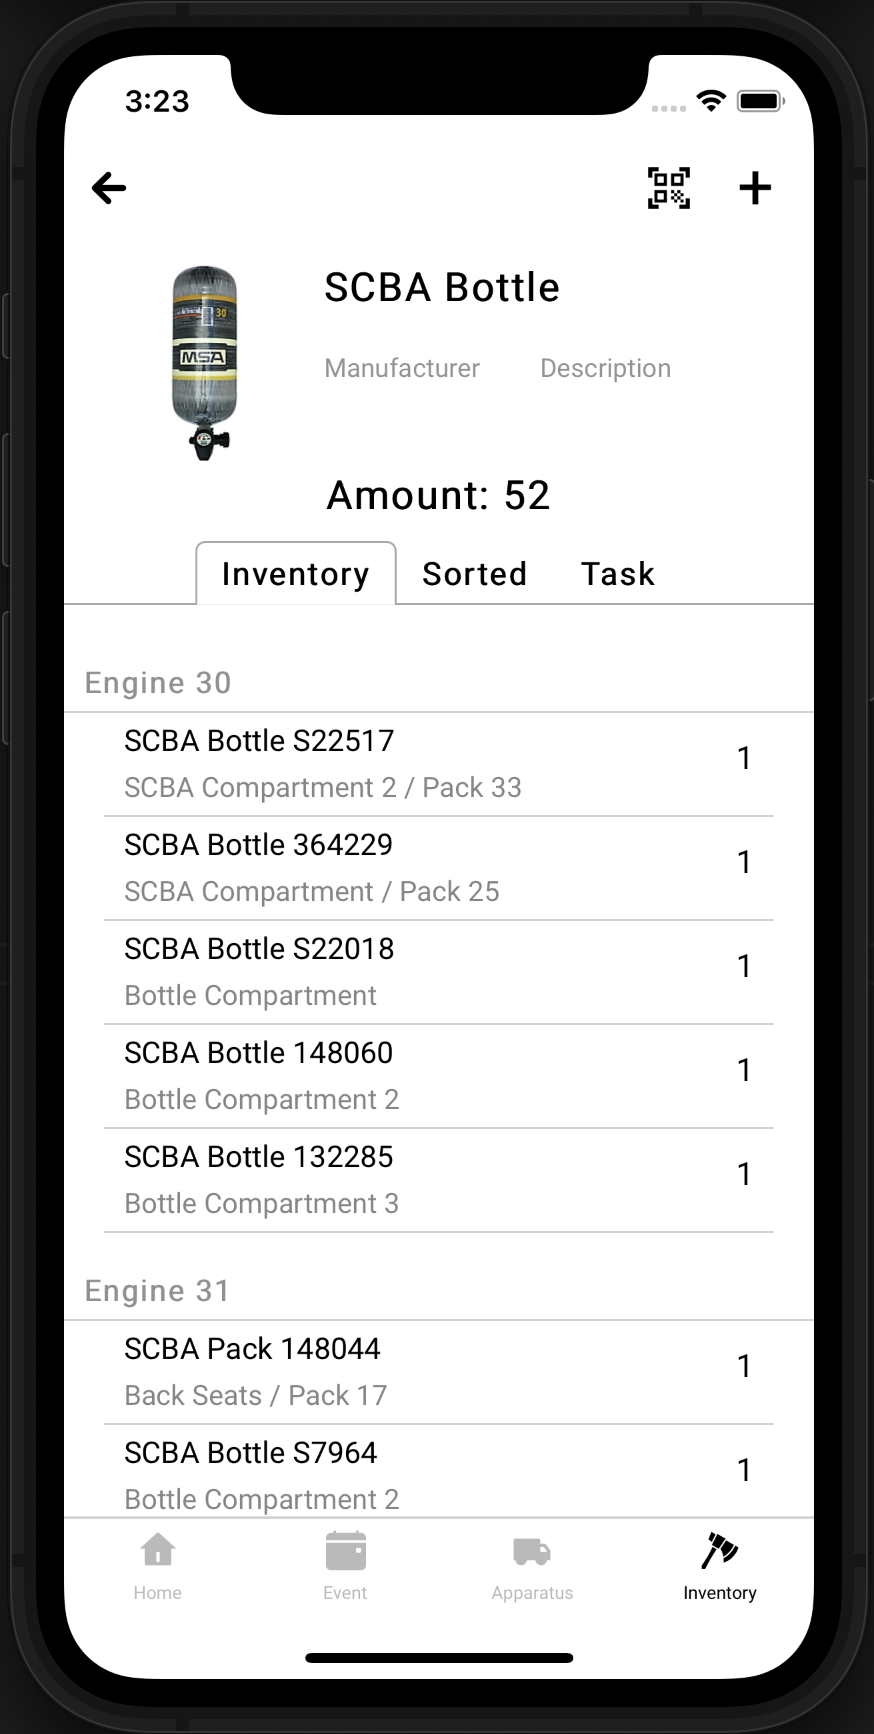 3:23
SCBA Bottle
30
MSA
Manufacturer Description
Amount: 52
Inventory Sorted Task
Engine 30
SCBA Bottle S22517
1
SCBA Compartment 2 / Pack 33
SCBA Bottle 364229
1
SCBA Compartment / Pack 25
SCBA Bottle S22018
1
Bottle Compartment
SCBA Bottle 148060
1
Bottle Compartment 2
SCBA Bottle 132285
1
Bottle Compartment 3
Engine 31
SCBA Pack 148044
1
Back Seats / Pack 17
SCBA Bottle S7964
1
Bottle Compartment 2
Home Event Apparatus Inventory